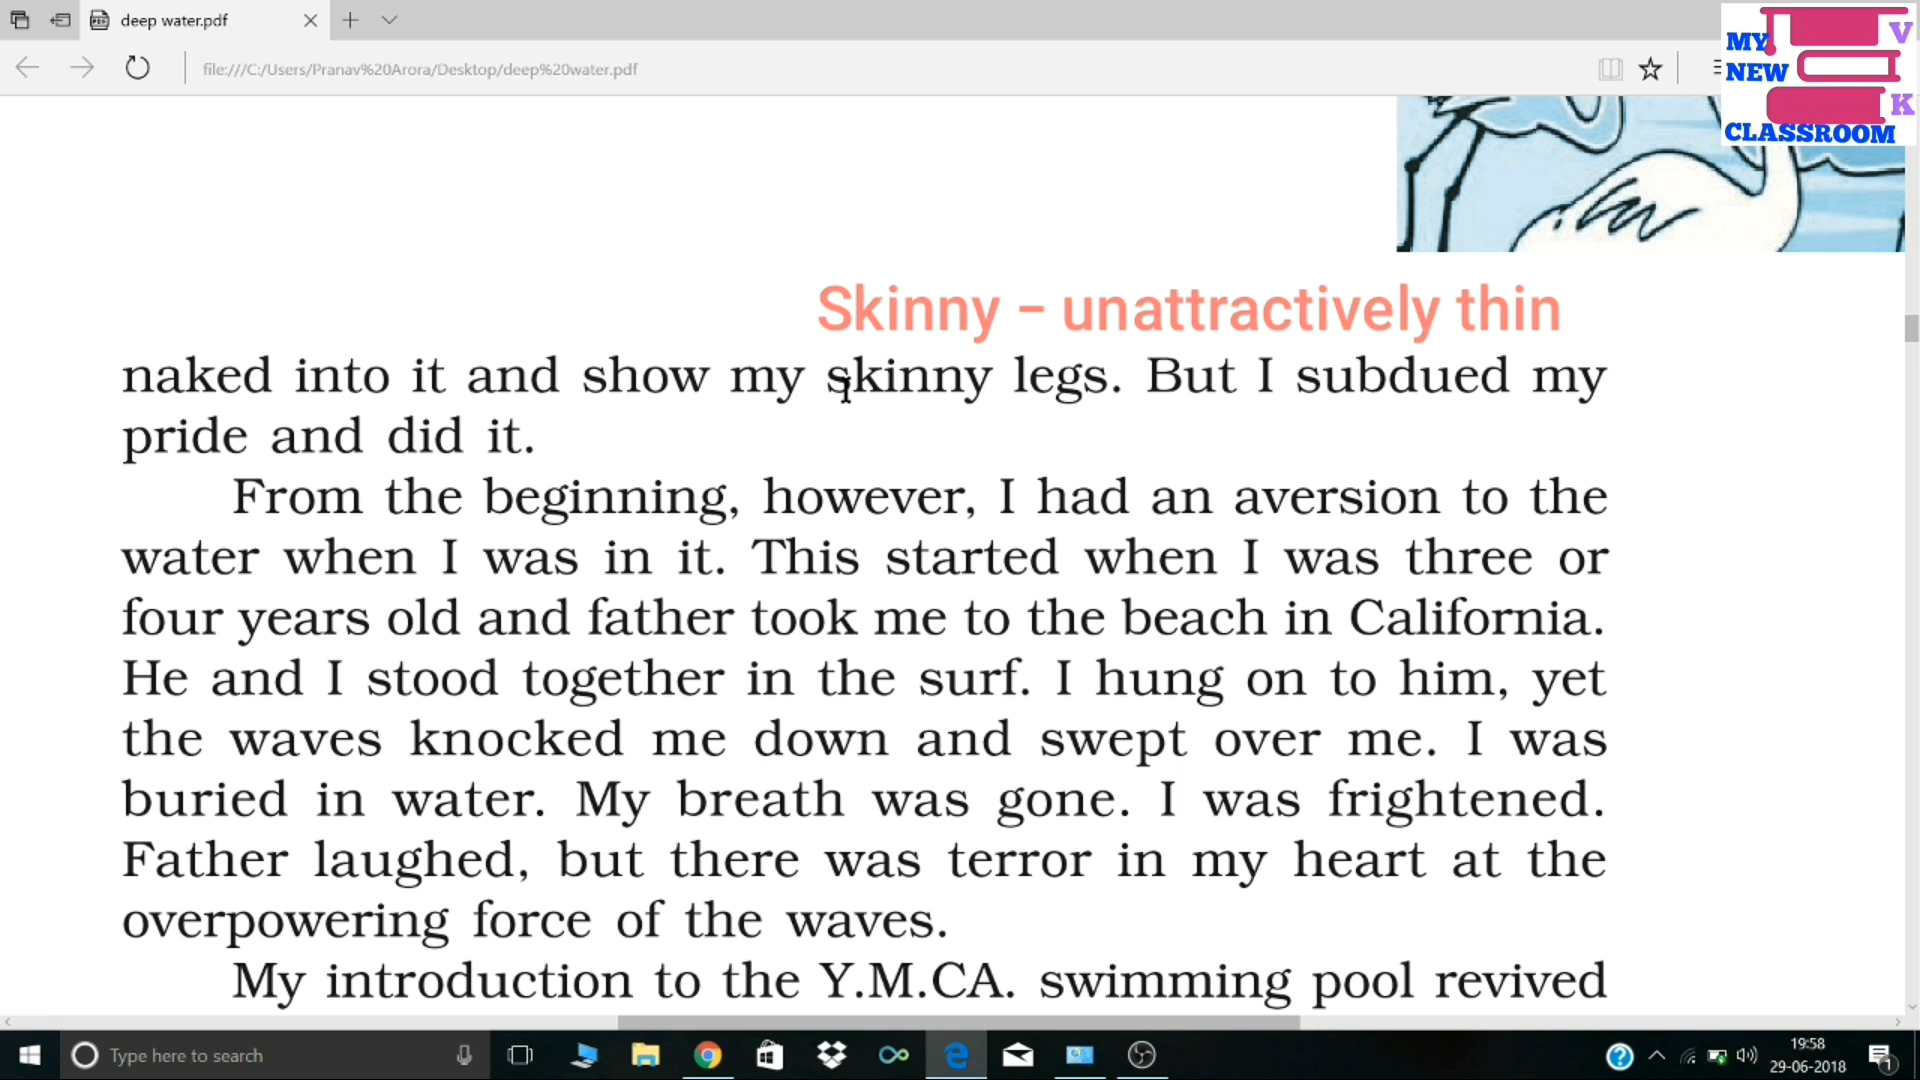 deep water.pdf
file:///C:/Users/Pranav%20Arora/Desktop/deep%20water.pdf
MY
NEW
CLASSROOM
V
K
Skinny – unattractively thin
naked into it and show my skinny legs. But I subdued my
pride and did it.
From the beginning, however, I had an aversion to the
water when I was in it. This started when I was three or
four years old and father took me to the beach in California.
He and I stood together in the surf. I hung on to him, yet
the waves knocked me down and swept over me. I was
buried in water. My breath was gone. I was frightened.
Father laughed, but there was terror in my heart at the
overpowering force of the waves.
My introduction to the Y.M.CA. swimming pool revived
Type here to search
19:58
29-06-2018
1